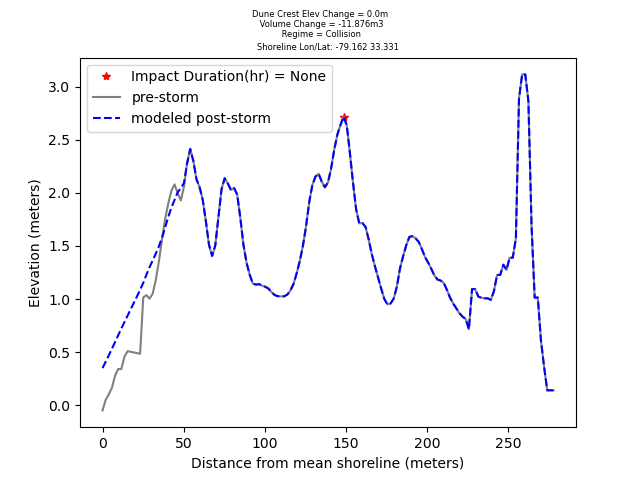 Dune Crest Elev Change = 0.0m
Volume Change = -11.876m3
Regime = Collision
Shoreline Lon/Lat: -79.162 33.331
Impact Duration(hr) = None
pre-storm
modeled post-storm
3.0
2.5
2.0
1.5
1.0
0.5
0.0
Elevation (meters)
0 50 100 150 200 250
Distance from mean shoreline (meters)